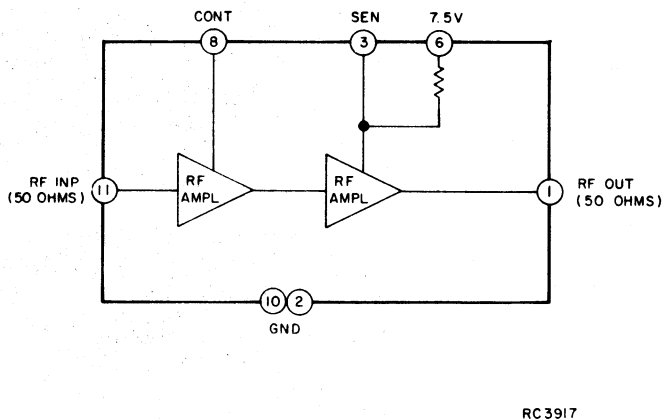 CONT
SEN
7.5V
8
3
6
RF INP
(50 OHMS)
11
RF
AMPL
RF
AMPL
1
RF OUT
(50 OHMS)
10 2
GND
RC3917